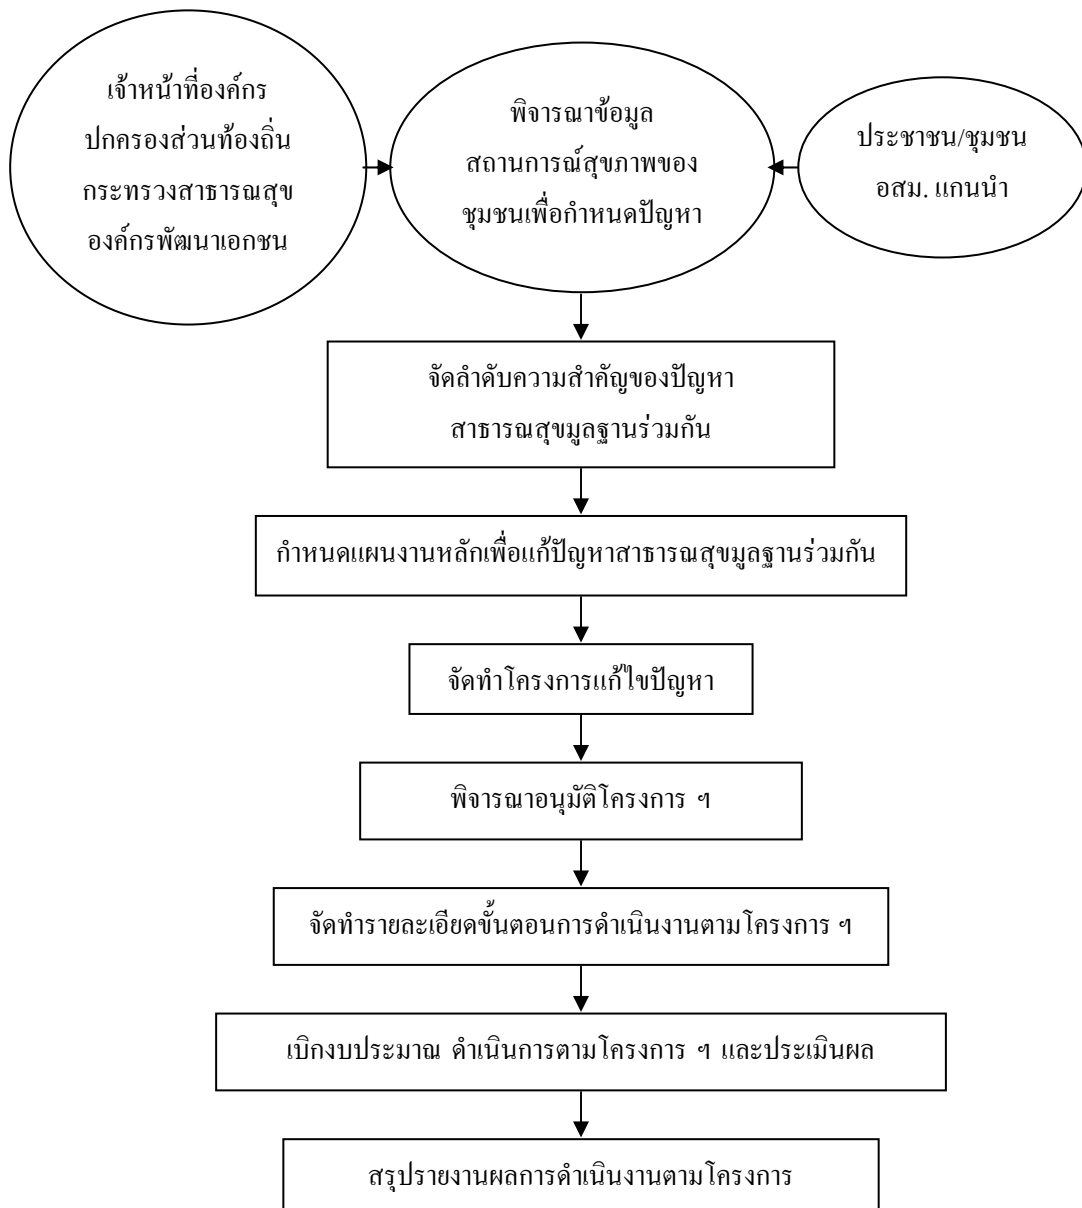 เจ้าหน้าที่องค์กร
ปกครองส่วนท้องถิ่น
กระทรวงสาธารณสุข
องค์กรพัฒนาเอกชน
พิจารณาข้อมูล
สถานการณ์สุขภาพของ
ชุมชนเพื่อกำหนดปัญหา
ประชาชน/ชุมชน
อสม. แกนนำ
จัดลำดับความสำคัญของปัญหา
สาธารณสุขมูลฐานร่วมกัน
กำหนดแผนงานหลักเพื่อแก้ปัญหาสาธารณสุขมูลฐานร่วมกัน
จัดทำโครงการแก้ไขปัญหา
พิจารณาอนุมัติโครงการ ฯ
จัดทำรายละเอียดขั้นตอนการดำเนินงานตามโครงการ ฯ
เบิกงบประมาณ ดำเนินการตามโครงการ ฯ และประเมินผล
สรุปรายงานผลการดำเนินงานตามโครงการ